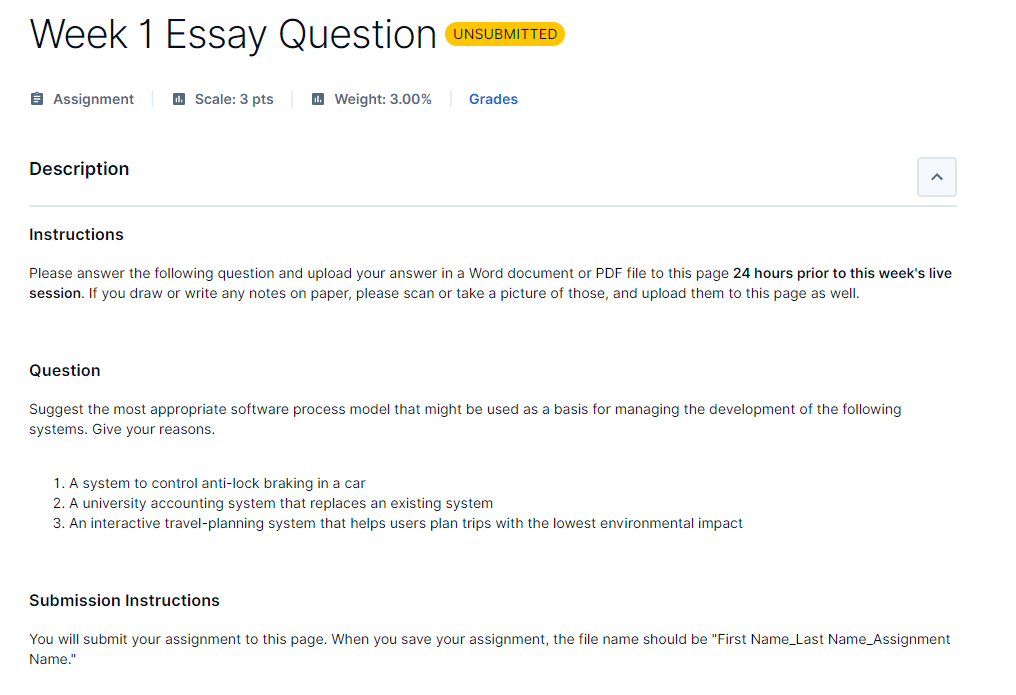 Week 1 Essay Question UNSUBMITTED
Assignment Scale: 3 pts Weight: 3.00% Grades
Description
Instructions
Please answer the following question and upload your answer in a Word document or PDF file to this page 24 hours prior to this week's live
session. If you draw or write any notes on paper, please scan or take a picture of those, and upload them to this page as well.
Question
Suggest the most appropriate software process model that might be used as a basis for managing the development of the following
systems. Give your reasons.
1. A system to control anti-lock braking in a car
2. A university accounting system that replaces an existing system
3. An interactive travel-planning system that helps users plan trips with the lowest environmental impact
Submission Instructions
You will submit your assignment to this page. When you save your assignment, the file name should be "First Name_Last Name_Assignment
Name."